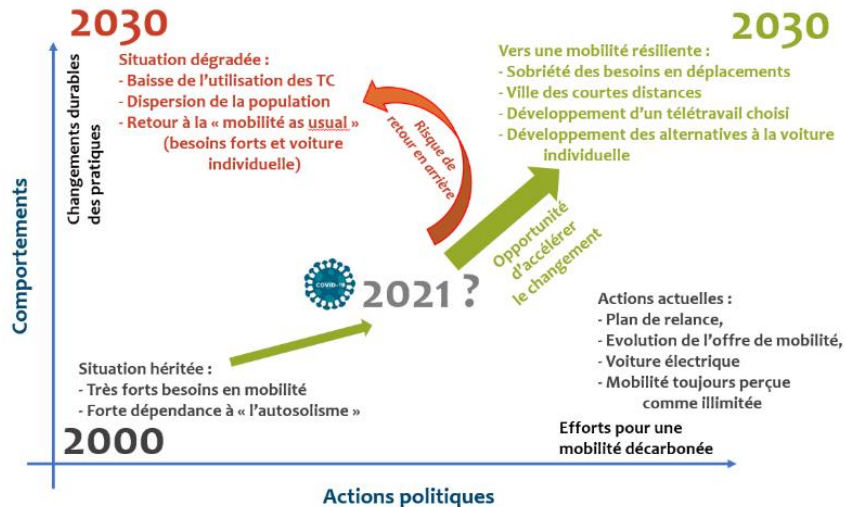 2030
Situation dégradée :
- Baisse de l'utilisation des TC
- Dispersion de la population
- Retour à la « mobilité as usual »
(besoins forts et voiture
individuelle)
2030
Vers une mobilité résiliente :
- Sobriété des besoins en déplacements
- Ville des courtes distances
- Développement d'un télétravail choisi
- Développement des alternatives à la voiture
individuelle
Risque de
retour en arrière
Opportunité
d'accélérer
le changement
Changements durables
des pratiques
Comportements
COVID-19
2021 ?
Actions actuelles :
- Plan de relance,
- Evolution de l'offre de mobilité,
- Voiture électrique
- Mobilité toujours perçue
comme illimitée
Situation héritée :
- Très forts besoins en mobilité
- Forte dépendance à « l'autosolisme »
2000
Efforts pour une
mobilité décarbonée
Actions politiques